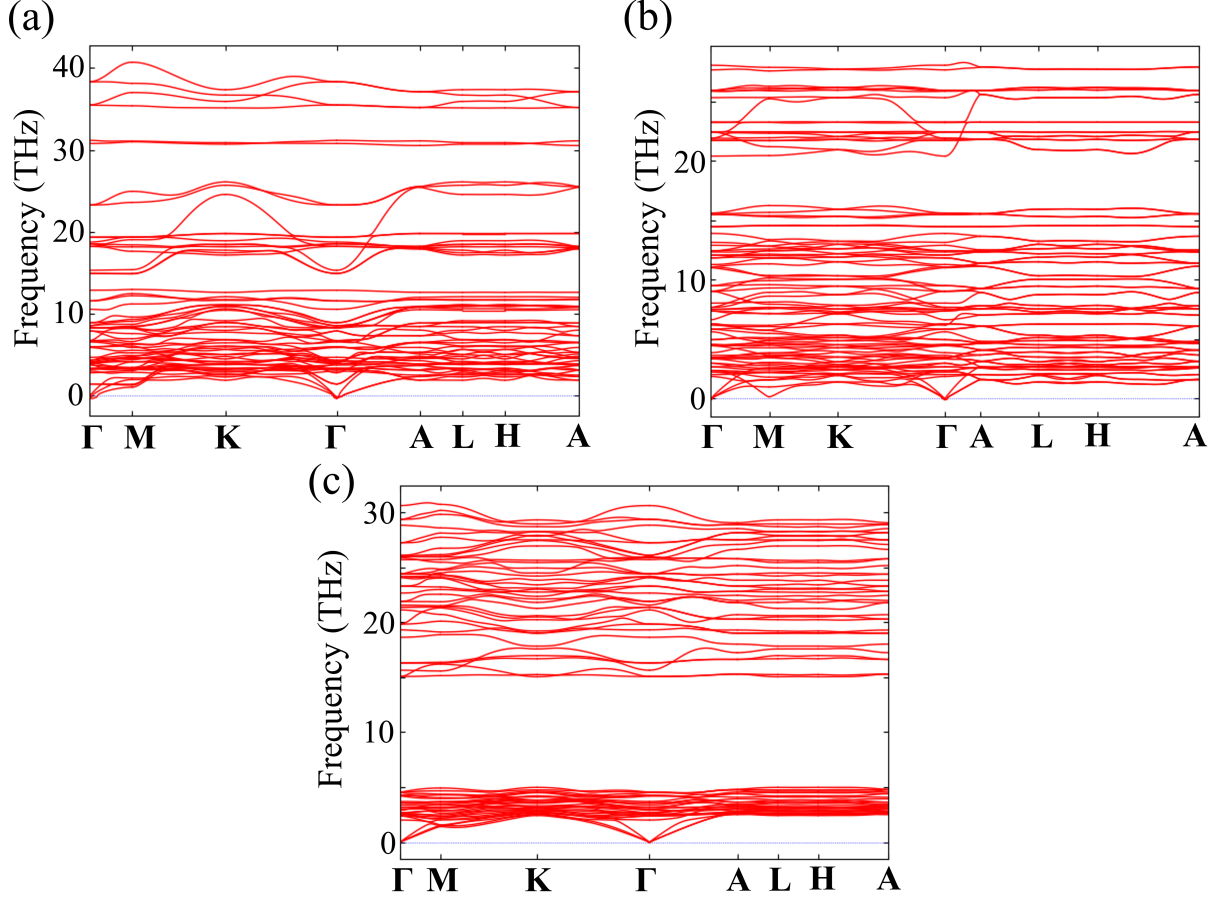 (a)
Frequency (THz)
40
30
20
10
0
Γ M K Γ A L H A
(b)
Frequency (THz)
20
10
0
Γ M K Γ A L H A
(c)
Frequency (THz)
30
20
10
0
Γ M K Γ A L H A